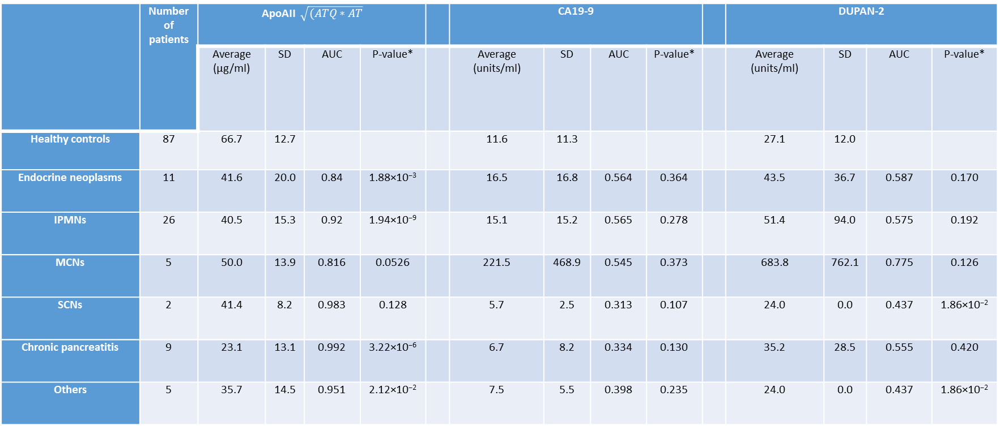 Number of patients ApoAII √(ATQ * AT CA19-9 DUPAN-2
Average (µg/ml) SD AUC P-value* Average (units/ml) SD AUC P-value* Average (units/ml) SD AUC P-value*
Healthy controls 87 66.7 12.7 11.6 11.3 27.1 12.0
Endocrine neoplasms 11 41.6 20.0 0.84 1.88×10⁻³ 16.5 16.8 0.564 0.364 43.5 36.7 0.587 0.170
IPMNs 26 40.5 15.3 0.92 1.94×10⁻⁹ 15.1 15.2 0.565 0.278 51.4 94.0 0.575 0.192
MCNs 5 50.0 13.9 0.816 0.0526 221.5 468.9 0.545 0.373 683.8 762.1 0.775 0.126
SCNs 2 41.4 8.2 0.983 0.128 5.7 2.5 0.313 0.107 24.0 0.0 0.437 1.86×10⁻²
Chronic pancreatitis 9 23.1 13.1 0.992 3.22×10⁻⁶ 6.7 8.2 0.334 0.130 35.2 28.5 0.555 0.420
Others 5 35.7 14.5 0.951 2.12×10⁻² 7.5 5.5 0.398 0.235 24.0 0.0 0.437 1.86×10⁻²